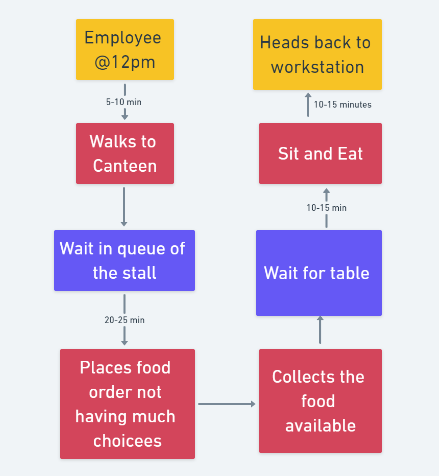 Employee
@12pm
5-10 min
Walks to
Canteen
Wait in queue of
the stall
20-25 min
Places food
order not
having much
choicees
Collects the
food
available
Wait for table
10-15 min
Sit and Eat
10-15 minutes
Heads back to
workstation